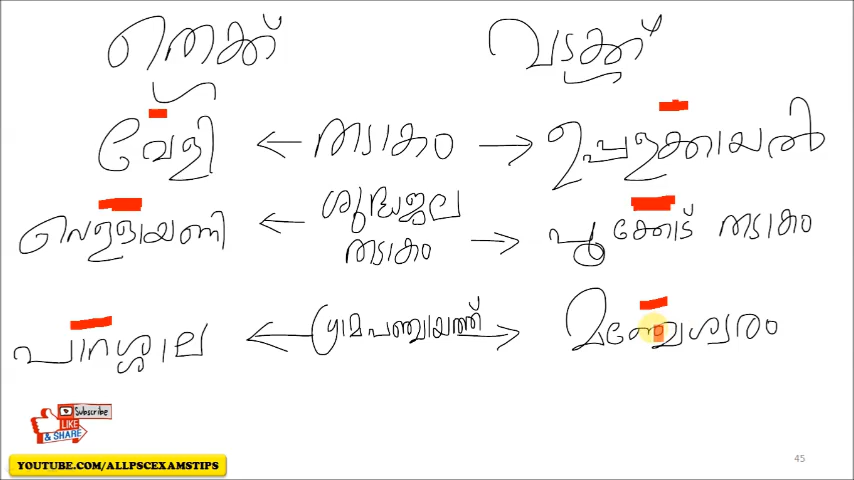 തെക്ക് വടക്ക്
വേളി ← തടാകം → ഉപ്പളക്കായൽ
വെള്ളായണി ← ശുദ്ധജല തടാകം → പൂക്കോട് തടാകം
പാറശ്ശാല ← ഗ്രാമപഞ്ചായത്ത് → മഞ്ചേശ്വരം
Subscribe
LIKE
& SHARE
45
YOUTUBE.COM/ALLPSCEXAMSTIPS